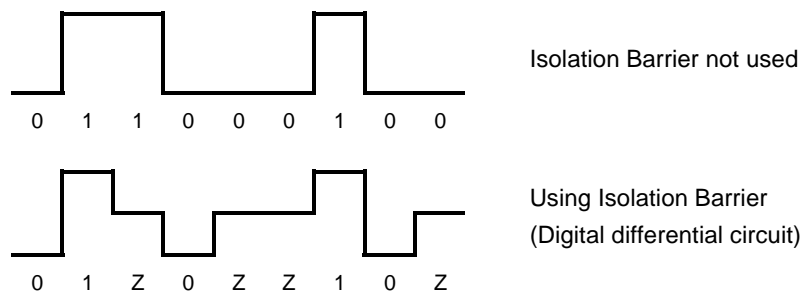 Isolation Barrier not used
0 1 1 0 0 0 1 0 0
Using Isolation Barrier
(Digital differential circuit)
0 1 Z 0 Z Z 1 0 Z